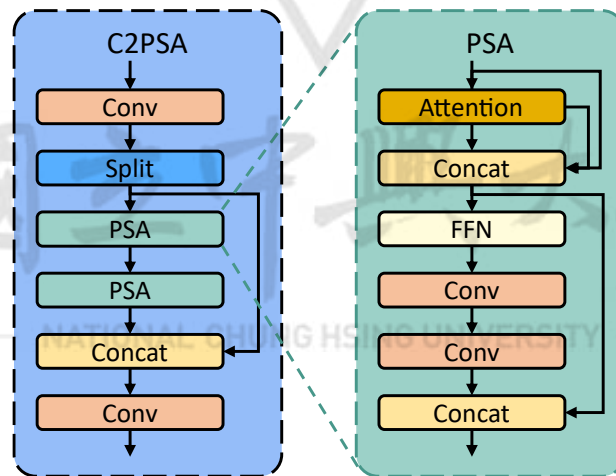 C2PSA
Conv
Split
PSA
PSA
Concat
Conv
PSA
Attention
Concat
FFN
Conv
Conv
Concat
NATIONAL CHUNG HSING UNIVERSITY